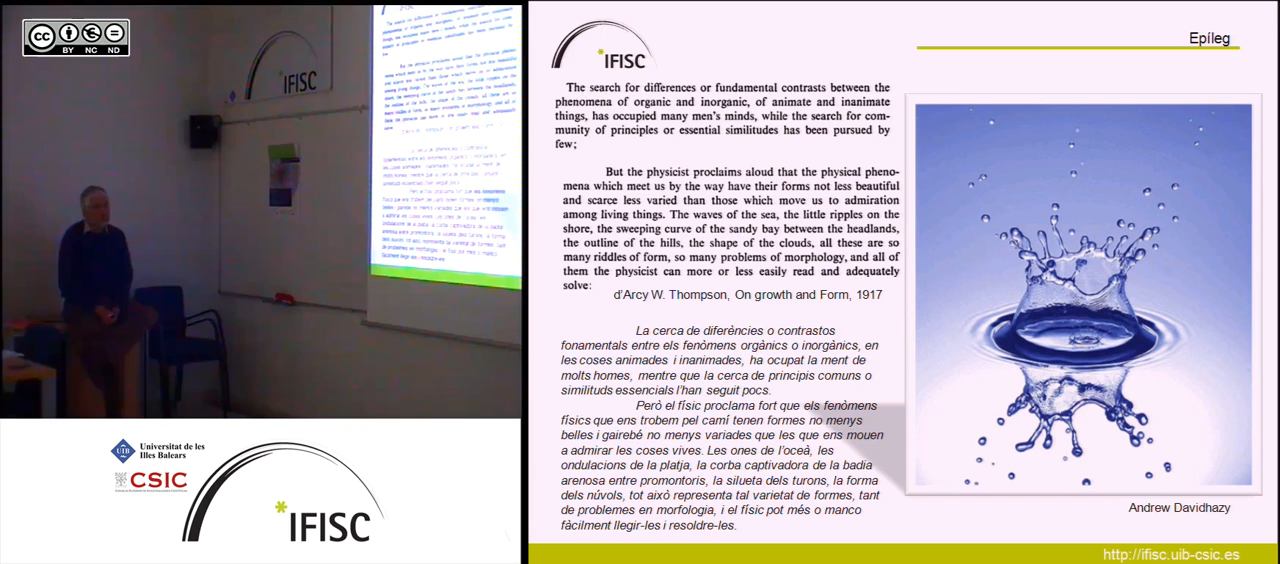 cc
BY NC ND
IFISC
Universitat de les
Illes Balears
UIB
CSIC
IFISC
IFISC
Epíleg
The search for differences or fundamental contrasts between the
phenomena of organic and inorganic, of animate and inanimate
things, has occupied many men's minds, while the search for com-
munity of principles or essential similitudes has been pursued by
few;
But the physicist proclaims aloud that the physical pheno-
mena which meet us by the way have their forms not less beautiful
and scarce less varied than those which move us to admiration
among living things. The waves of the sea, the little ripples on the
shore, the sweeping curve of the sandy bay between the headlands,
the outline of the hills, the shape of the clouds, all these are so
many riddles of form, so many problems of morphology, and all of
them the physicist can more or less easily read and adequately
solve:
d'Arcy W. Thompson, On growth and Form, 1917
La cerca de diferències o contrastos
fonamentals entre els fenòmens orgànics o inorgànics, en
les coses animades i inanimades, ha ocupat la ment de
molts homes, mentre que la cerca de principis comuns o
similituds essencials l'han seguit pocs.
Però el físic proclama fort que els fenòmens
físics que ens trobem pel camí tenen formes no menys
belles i gairebé no menys variades que les que ens mouen
a admirar les coses vives. Les ones de l'oceà, les
ondulacions de la platja, la corba captivadora de la badia
arenosa entre promontoris, la silueta dels turons, la forma
dels núvols, tot això representa tal varietat de formes, tant
de problemes en morfologia, i el físic pot més o manco
fàcilment llegir-les i resoldre-les.
Andrew Davidhazy
http://ifisc.uib-csic.es